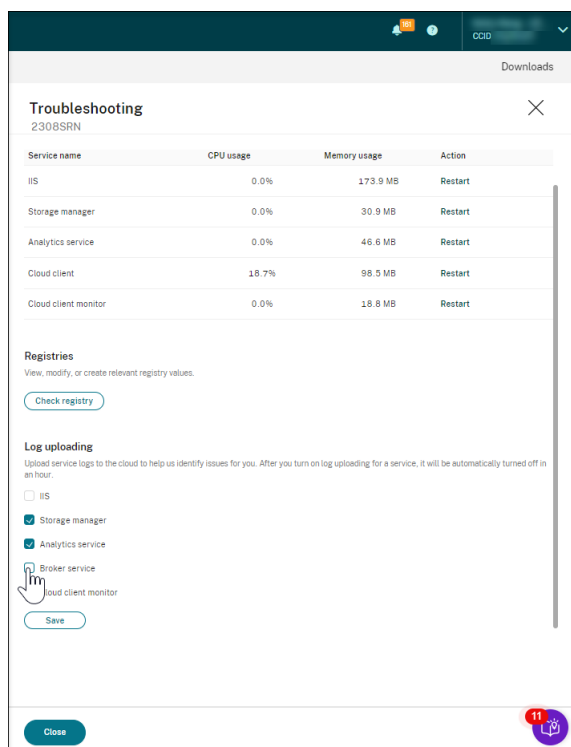 161
?
CCID
Downloads
Troubleshooting
2308SRN
Service name CPU usage Memory usage Action
IIS 0.0% 173.9 MB Restart
Storage manager 0.0% 30.9 MB Restart
Analytics service 0.0% 46.6 MB Restart
Cloud client 18.7% 98.5 MB Restart
Cloud client monitor 0.0% 18.8 MB Restart
Registries
View, modify, or create relevant registry values.
Check registry
Log uploading
Upload service logs to the cloud to help us identify issues for you. After you turn on log uploading for a service, it will be automatically turned off in
an hour.
IIS
Storage manager
Analytics service
Broker service
loud client monitor
Save
Close
11